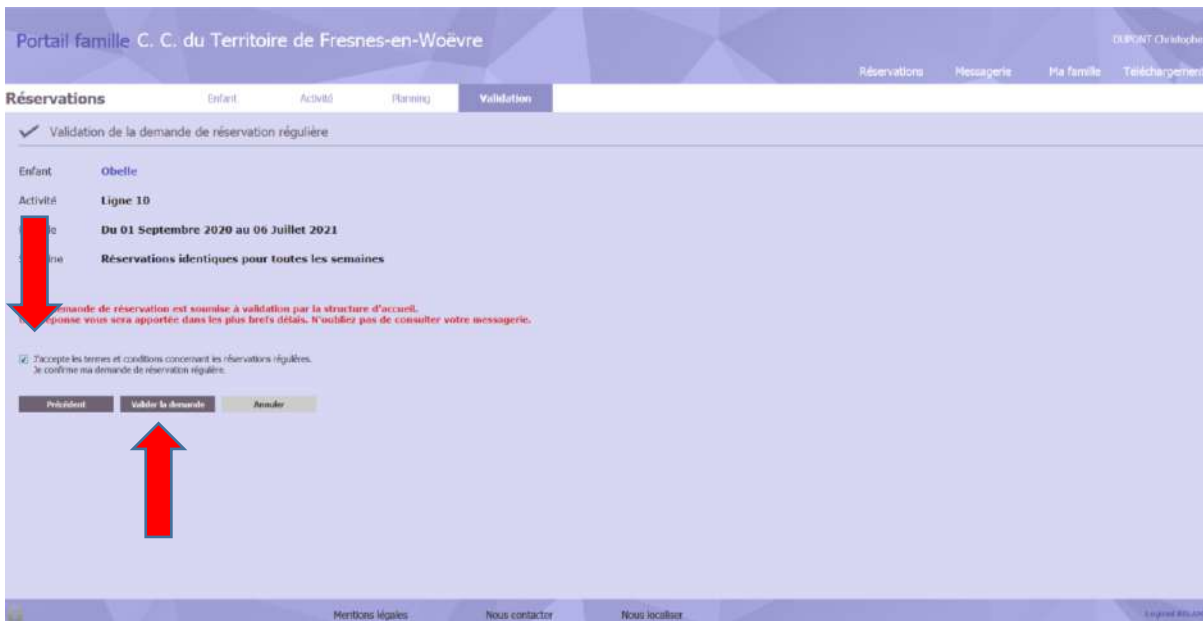 Portail famille C. C. du Territoire de Fresnes-en-Woëvre
DUPONT Christophe
Réservations Messagerie Ma famille Téléchargement
Réservations Enfant Activité Planning Validation
Validation de la demande de réservation régulière
Enfant Obelle
Activité Ligne 10
Du 01 Septembre 2020 au 06 Juillet 2021
Réservations identiques pour toutes les semaines
demande de réservation est soumise à validation par la structure d'accueil.
réponse vous sera apportée dans les plus brefs délais. N'oubliez pas de consulter votre messagerie.
J'accepte les termes et conditions concernant les réservations régulières.
Je confirme ma demande de réservation régulière.
Précédent Valider la demande Annuler
Mentions légales Nous contacter Nous localiser